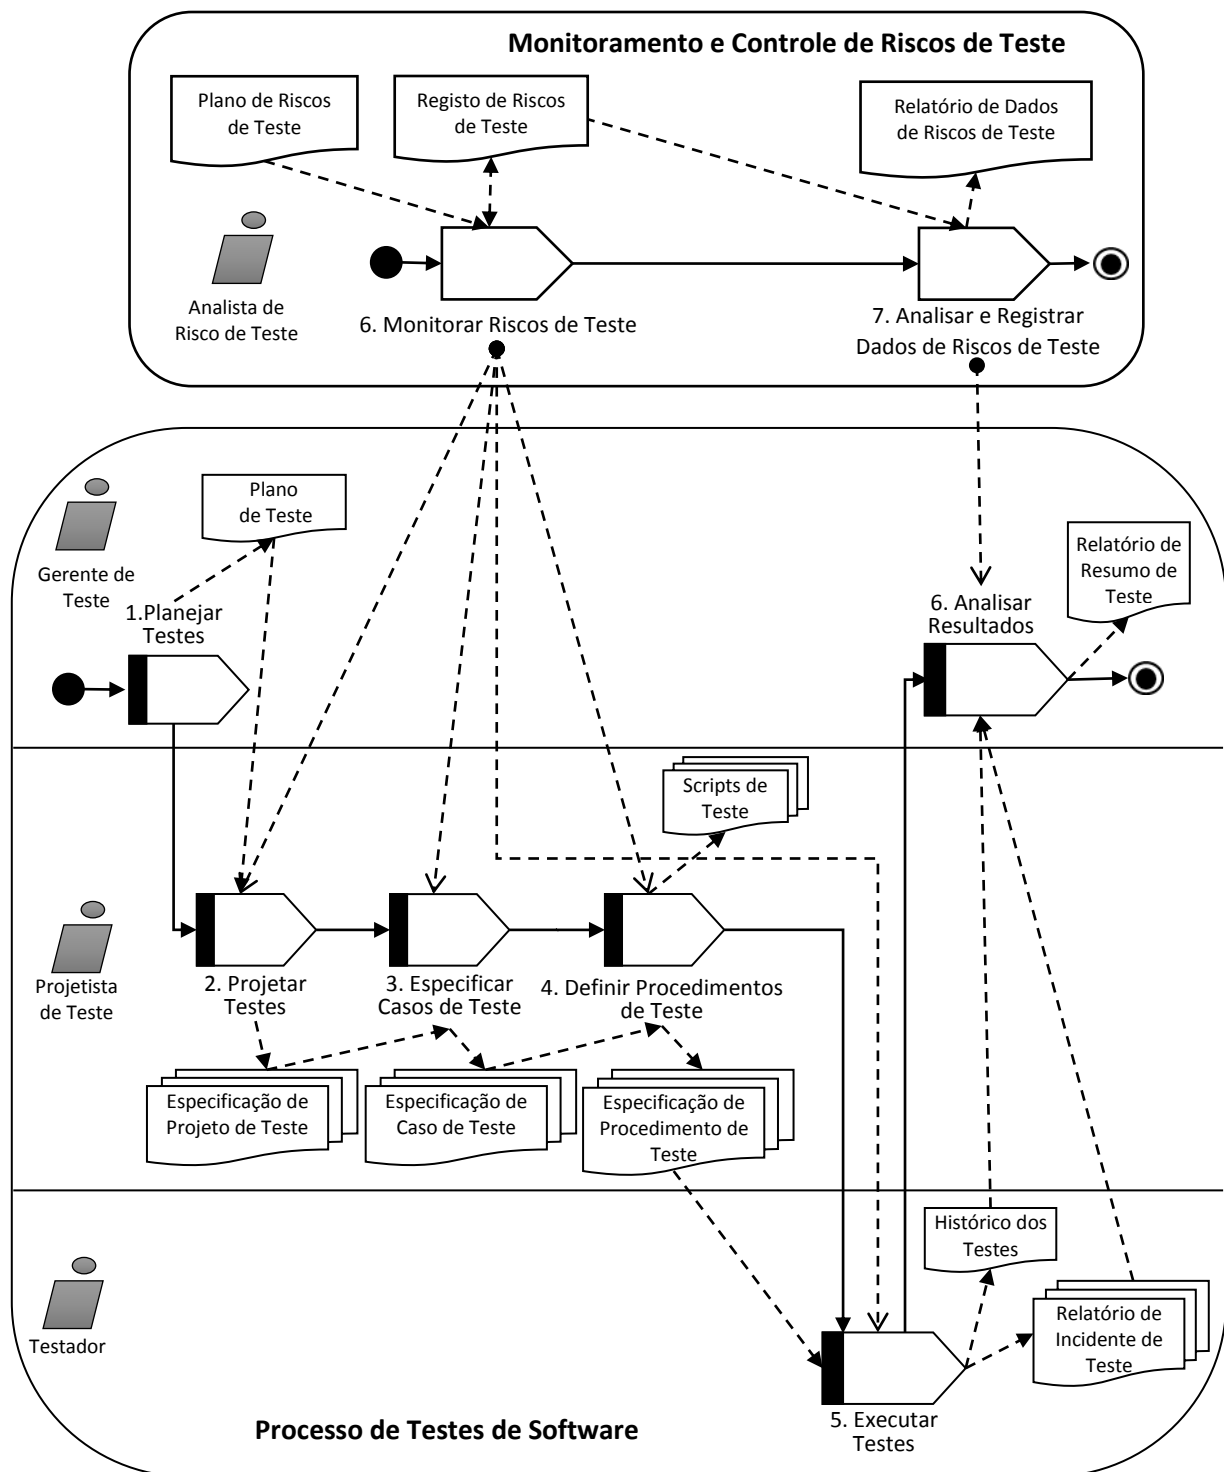 Monitoramento e Controle de Riscos de Teste
Plano de Riscos
de Teste
Registo de Riscos
de Teste
Relatório de Dados
de Riscos de Teste
Analista de
Risco de Teste
6. Monitorar Riscos de Teste
7. Analisar e Registrar
Dados de Riscos de Teste
Gerente de
Teste
Plano
de Teste
1.Planejar
Testes
6. Analisar
Resultados
Relatório de
Resumo de
Teste
Scripts de
Teste
Projetista
de Teste
2. Projetar
Testes
3. Especificar
Casos de Teste
4. Definir Procedimentos
de Teste
Especificação de
Projeto de Teste
Especificação de
Caso de Teste
Especificação de
Procedimento de
Teste
Histórico dos
Testes
Relatório de
Incidente de
Teste
Testador
5. Executar
Testes
Processo de Testes de Software